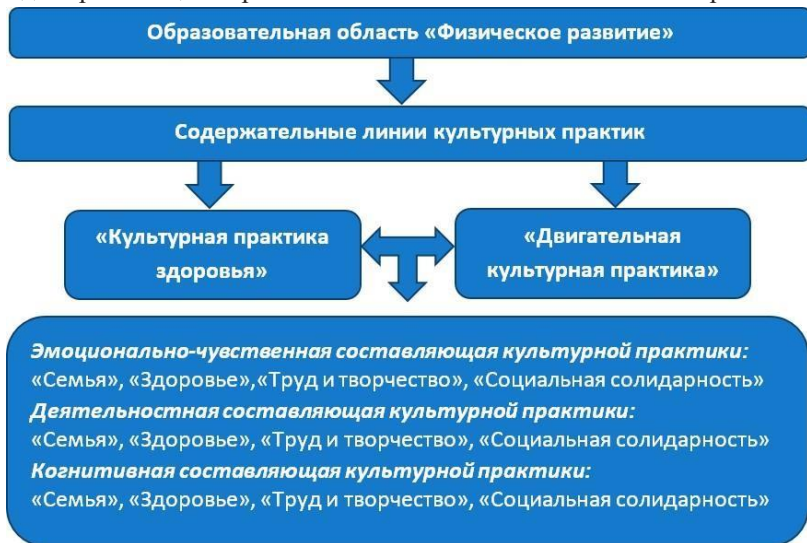 Образовательная область «Физическое развитие»
Содержательные линии культурных практик
«Культурная практика
здоровья»
«Двигательная
культурная практика»
Эмоционально-чувственная составляющая культурной практики:
«Семья», «Здоровье»,«Труд и творчество», «Социальная солидарность»
Деятельностная составляющая культурной практики:
«Семья», «Здоровье», «Труд и творчество», «Социальная солидарность»
Когнитивная составляющая культурной практики:
«Семья», «Здоровье», «Труд и творчество», «Социальная солидарность»